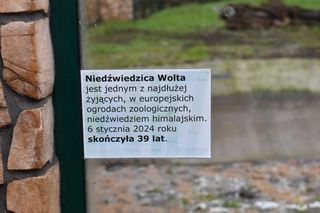 Niedźwiedzica Wolta
jest jednym z najdłużej
żyjących, w europejskich
ogrodach zoologicznych,
niedźwiedziem himalajskim.
6 stycznia 2024 roku
skończyła 39 lat.